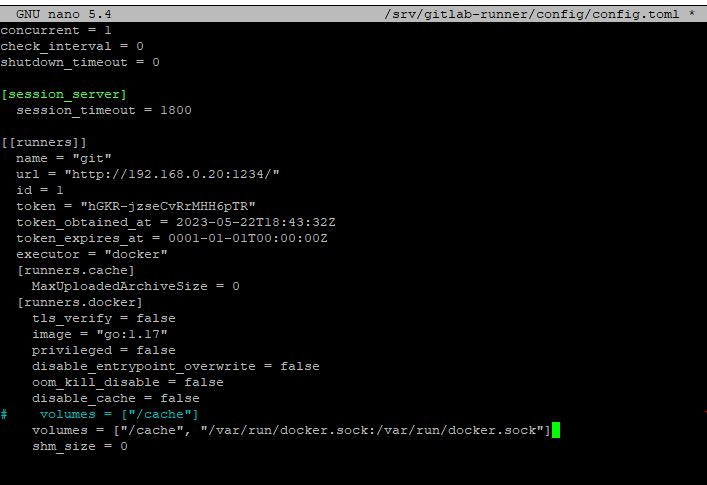 GNU nano 5.4 /srv/gitlab-runner/config/config.toml *
concurrent = 1
check_interval = 0
shutdown_timeout = 0
[session_server]
session_timeout = 1800
[[runners]]
name = "git"
url = "http://192.168.0.20:1234/"
id = 1
token = "hGKR-jzseCvRrMHH6pTR"
token_obtained_at = 2023-05-22T18:43:32Z
token_expires_at = 0001-01-01T00:00:00Z
executor = "docker"
[runners.cache]
MaxUploadedArchiveSize = 0
[runners.docker]
tls_verify = false
image = "go:1.17"
privileged = false
disable_entrypoint_overwrite = false
oom_kill_disable = false
disable_cache = false
# volumes = ["/cache"]
volumes = ["/cache", "/var/run/docker.sock:/var/run/docker.sock"]
shm_size = 0